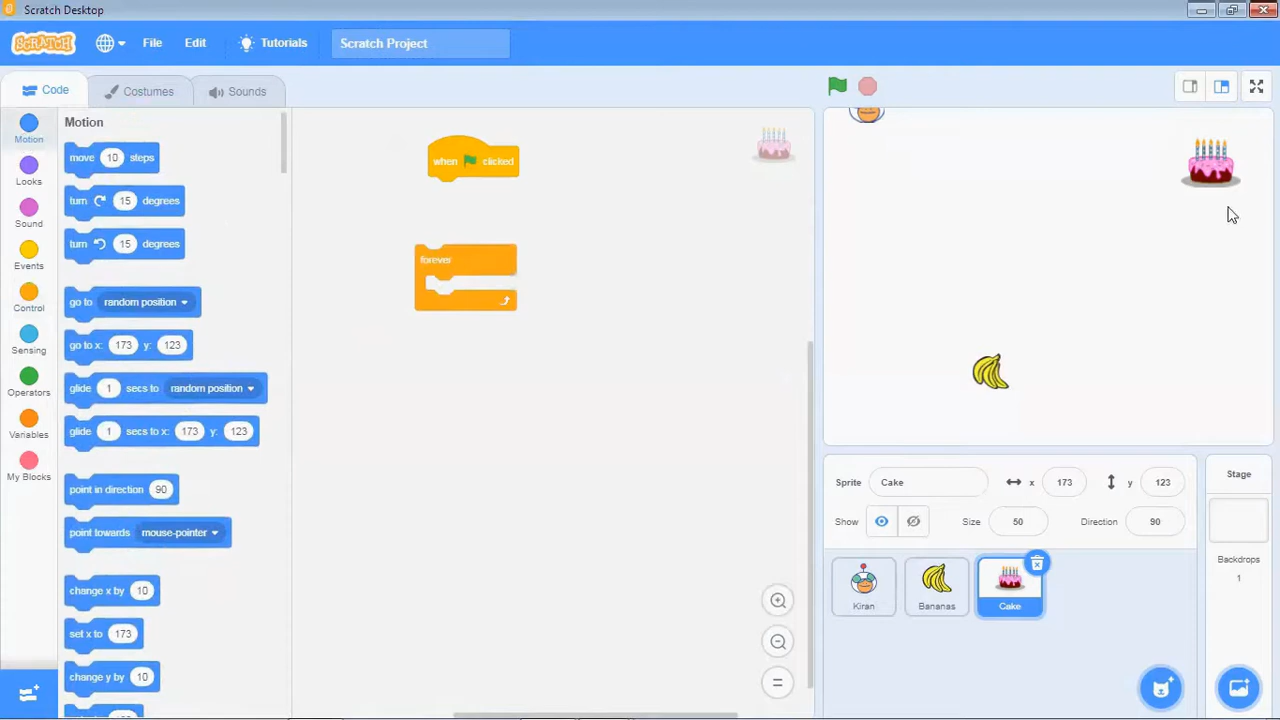 Scratch Desktop
SCRATCH File Edit Tutorials Scratch Project
Code Costumes Sounds
Motion
Looks
Sound
Events
Control
Sensing
Operators
Variables
My Blocks
Motion
move 10 steps
turn 15 degrees
turn 15 degrees
go to random position
go to x: 173 y: 123
glide 1 secs to random position
glide 1 secs to x: 173 y: 123
point in direction 90
point towards mouse-pointer
change x by 10
set x to 173
change y by 10
when clicked
forever
Sprite Cake x 173 y 123
Show Size 50 Direction 90
Kiran Bananas Cake
Stage
Backdrops
1